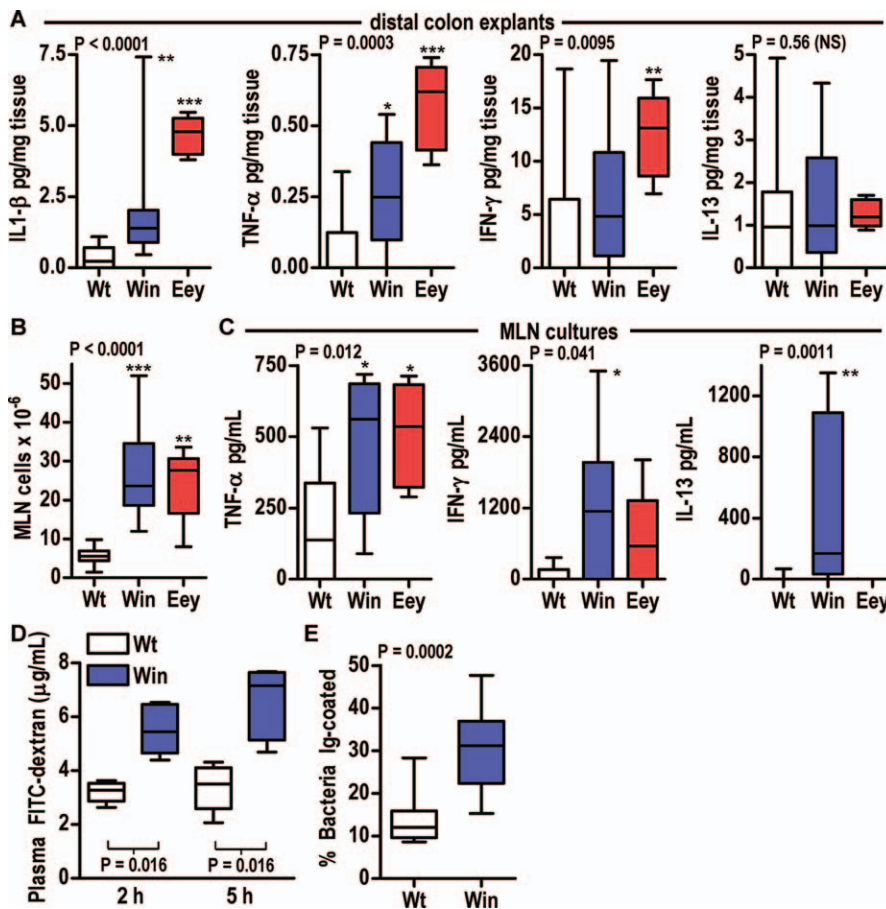 A distal colon explants
P < 0.0001
**
***
IL1-β pg/mg tissue
7.5
5.0
2.5
0.0
Wt Win Eey
P = 0.0003
***
*
TNF-α pg/mg tissue
0.75
0.50
0.25
0.00
Wt Win Eey
P = 0.0095
**
IFN-γ pg/mg tissue
20
15
10
5
0
Wt Win Eey
P = 0.56 (NS)
IL-13 pg/mg tissue
5
4
3
2
1
0
Wt Win Eey
B
P < 0.0001
***
**
MLN cells x 10-6
50
40
30
20
10
0
Wt Win Eey
C MLN cultures
P = 0.012
* *
TNF-α pg/mL
750
500
250
0
Wt Win Eey
P = 0.041
*
IFN-γ pg/mL
3600
2400
1200
0
Wt Win Eey
P = 0.0011
**
IL-13 pg/mL
1200
800
400
0
Wt Win Eey
D
Wt
Win
Plasma FITC-dextran (µg/mL)
8
6
4
2
0
P = 0.016 P = 0.016
2 h 5 h
E
P = 0.0002
% Bacteria Ig-coated
50
40
30
20
10
0
Wt Win